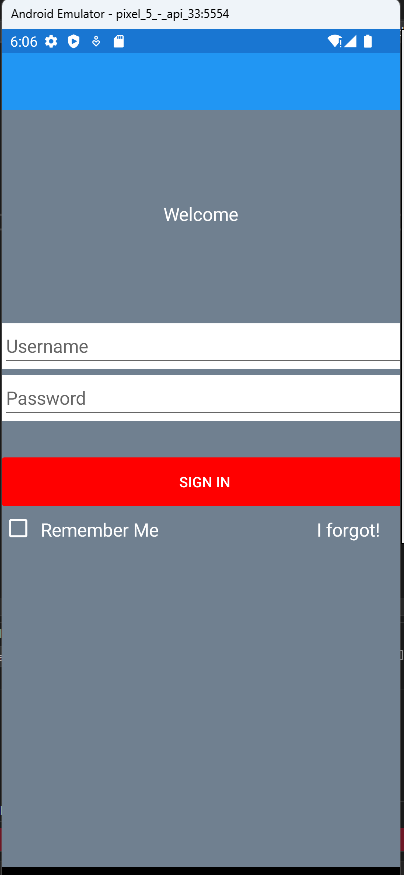 Android Emulator - pixel_5_-_api_33:5554
6:06
Welcome
Username
Password
SIGN IN
Remember Me
I forgot!